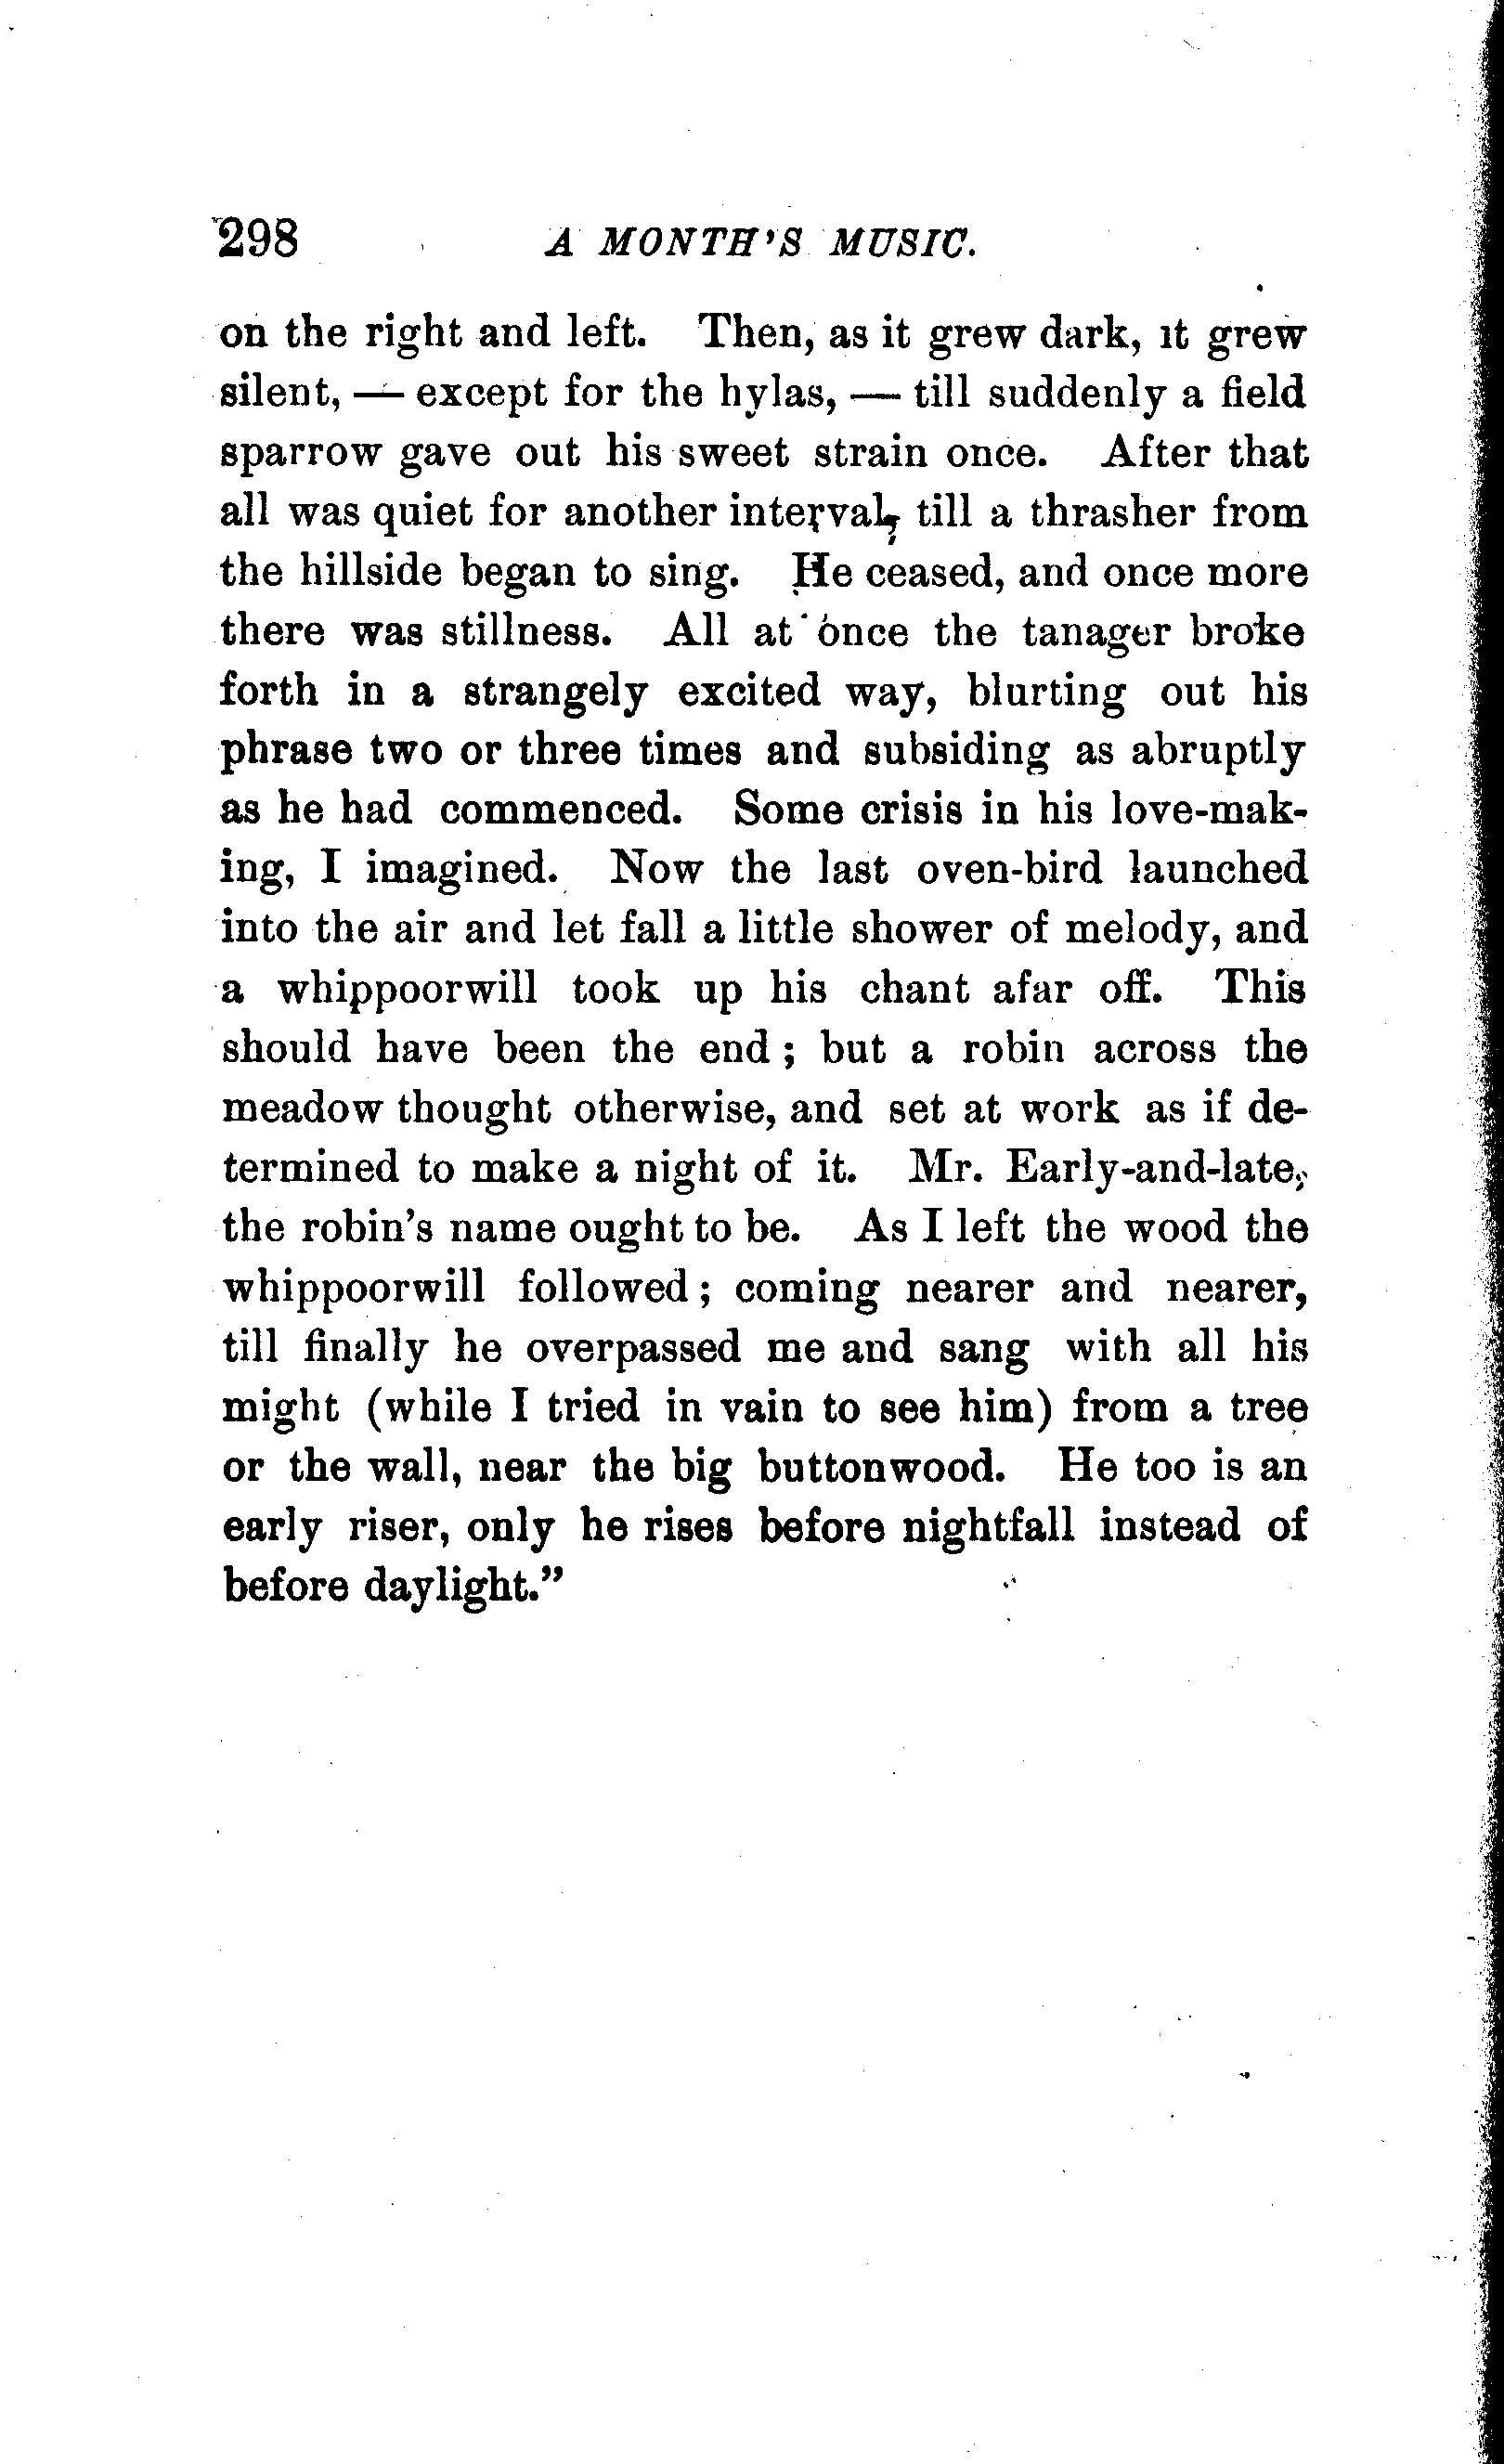 298 A MONTH'S MUSIC.
on the right and left. Then, as it grew dark, it grew
silent, — except for the hylas, — till suddenly a field
sparrow gave out his sweet strain once. After that
all was quiet for another interval, till a thrasher from
the hillside began to sing. He ceased, and once more
there was stillness. All at once the tanager broke
forth in a strangely excited way, blurting out his
phrase two or three times and subsiding as abruptly
as he had commenced. Some crisis in his love-mak-
ing, I imagined. Now the last oven-bird launched
into the air and let fall a little shower of melody, and
a whippoorwill took up his chant afar off. This
should have been the end; but a robin across the
meadow thought otherwise, and set at work as if de-
termined to make a night of it. Mr. Early-and-late,
the robin's name ought to be. As I left the wood the
whippoorwill followed; coming nearer and nearer,
till finally he overpassed me and sang with all his
might (while I tried in vain to see him) from a tree
or the wall, near the big buttonwood. He too is an
early riser, only he rises before nightfall instead of
before daylight."